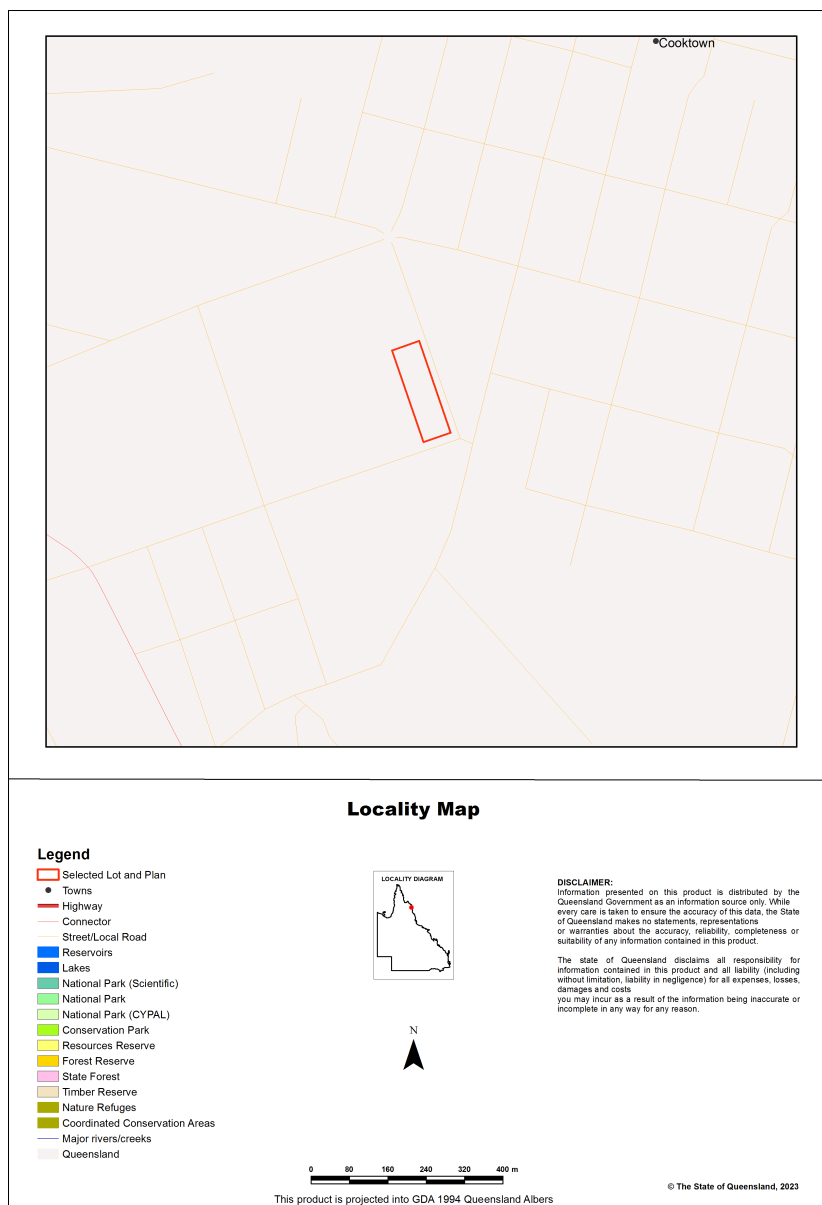 Cooktown
Locality Map
Legend
Selected Lot and Plan
Towns
Highway
Connector
Street/Local Road
Reservoirs
Lakes
National Park (Scientific)
National Park
National Park (CYPAL)
Conservation Park
Resources Reserve
Forest Reserve
State Forest
Timber Reserve
Nature Refuges
Coordinated Conservation Areas
Major rivers/creeks
Queensland
LOCALITY DIAGRAM
N
0 80 160 240 320 400 m
This product is projected into GDA 1994 Queensland Albers
DISCLAIMER:
Information presented on this product is distributed by the
Queensland Government as an information source only. While
every care is taken to ensure the accuracy of this data, the State
of Queensland makes no statements, representations
or warranties about the accuracy, reliability, completeness or
suitability of any information contained in this product.
The state of Queensland disclaims all responsibility for
information contained in this product and all liability (including
without limitation, liability in negligence) for all expenses, losses,
damages and costs
you may incur as a result of the information being inaccurate or
incomplete in any way for any reason.
© The State of Queensland, 2023